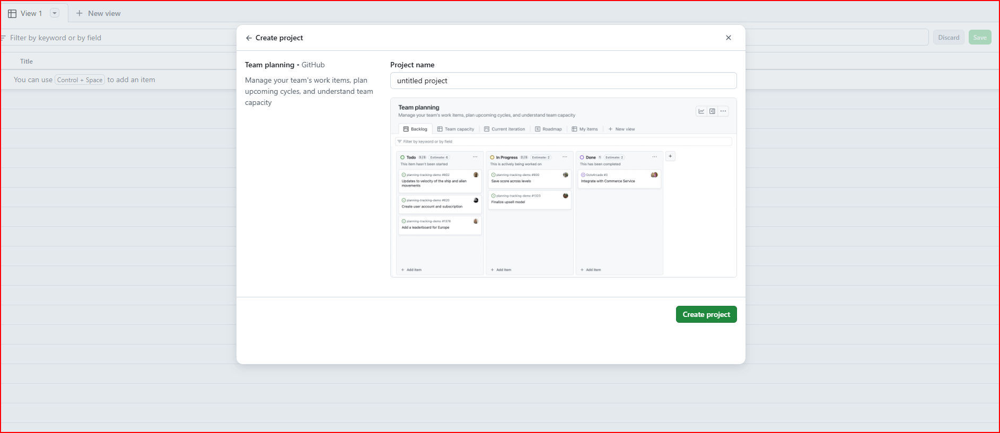 View 1
New view
Filter by keyword or by field
Discard
Save
Title
You can use Control + Space to add an item
Create project
Team planning • GitHub
Manage your team's work items, plan
upcoming cycles, and understand team
capacity
Project name
untitled project
Team planning
Manage your team's work items, plan upcoming cycles, and understand team capacity
Backlog
Team capacity
Current iteration
Roadmap
My items
New view
Filter by keyword or by field
Todo 3 / 5 Estimate: 6
This item hasn't been started
planning-tracking-demo #802
Updates to velocity of the ship and alien
movements
planning-tracking-demo #820
Create user account and subscription
planning-tracking-demo #1378
Add a leaderboard for Europe
+ Add item
In Progress 2 / 5 Estimate: 2
This is actively being worked on
planning-tracking-demo #800
Save score across levels
planning-tracking-demo #1323
Finalize upsell model
+ Add item
Done 1 Estimate: 2
This has been completed
OctoArcade #3
Integrate with Commerce Service
+ Add item
Create project